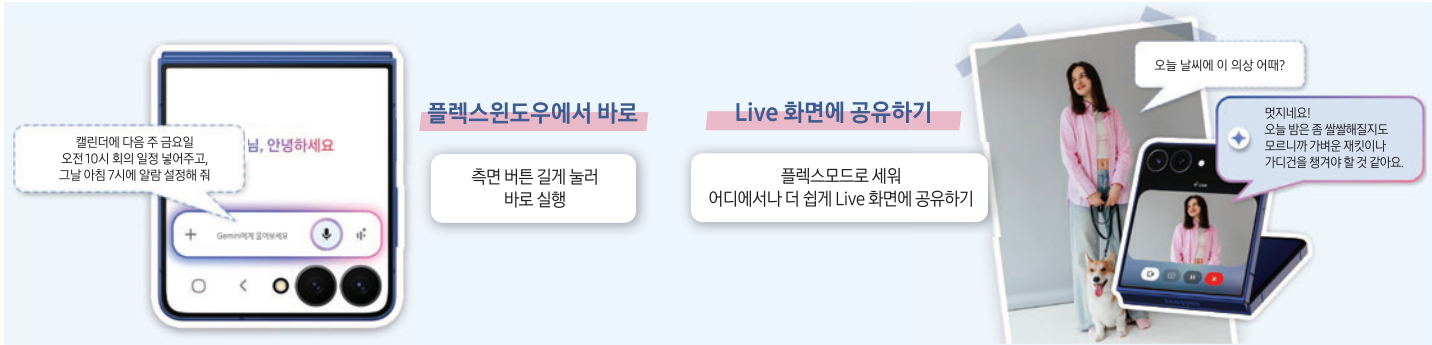 캘린더에 다음 주 금요일
오전 10시 회의 일정 넣어주고,
그날 아침 7시에 알람 설정해 줘
님, 안녕하세요
Gemini에게 물어보세요
플렉스윈도우에서 바로
측면 버튼 길게 눌러
바로 실행
Live 화면에 공유하기
플렉스모드로 세워
어디에서나 더 쉽게 Live 화면에 공유하기
오늘 날씨에 이 의상 어때?
멋지네요!
오늘 밤은 좀 쌀쌀해질지도
모르니까 가벼운 재킷이나
가디건을 챙겨야 할 것 같아요.
Live
SAMSUNG